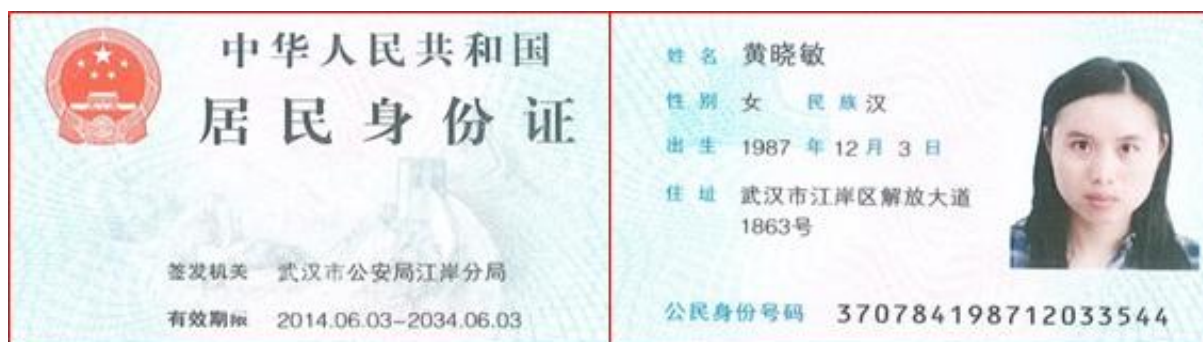 中华人民共和国
居民身份证
签发机关 武汉市公安局江岸分局
有效期限 2014.06.03-2034.06.03
姓名 黄晓敏
性别 女 民族 汉
出生 1987 年 12 月 3 日
住址 武汉市江岸区解放大道
1863号
公民身份号码 370784198712033544